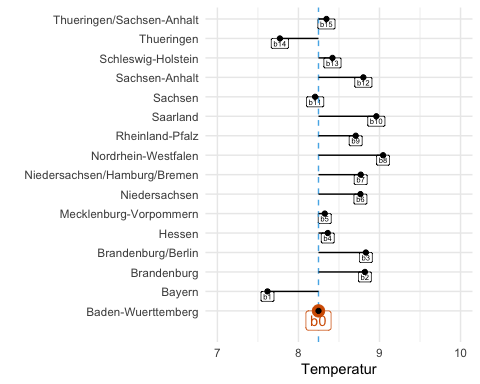 Thueringen/Sachsen-Anhalt
b15
Thueringen
b14
Schleswig-Holstein
b13
Sachsen-Anhalt
b12
Sachsen
b11
Saarland
b10
Rheinland-Pfalz
b9
Nordrhein-Westfalen
b8
Niedersachsen/Hamburg/Bremen
b7
Niedersachsen
b6
Mecklenburg-Vorpommern
b5
Hessen
b4
Brandenburg/Berlin
b3
Brandenburg
b2
Bayern
b1
Baden-Wuerttemberg
b0
7 8 9 10
Temperatur